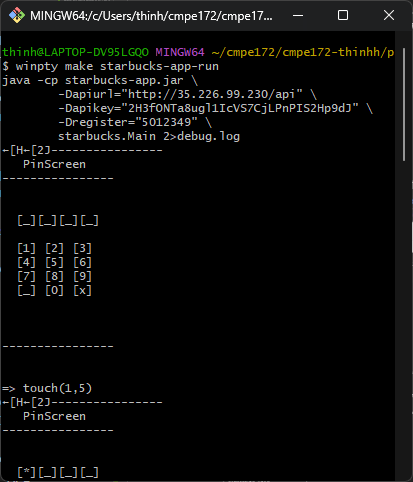 MINGW64:/c/Users/thinh/cmpe172/cmpe17...
thinh@LAPTOP-DV95LGQO MINGW64 ~/cmpe172/cmpe172-thinhh/p
$ winpty make starbucks-app-run
java -cp starbucks-app.jar \
        -Dapiurl="http://35.226.99.230/api" \
        -Dapikey="2H3fONTa8ugl1IcVS7CjLPnPIS2Hp9dJ" \
        -Dregister="5012349" \
        starbucks.Main 2>debug.log
←[H←[2J----------------
   PinScreen
---------------
  [_][_][_][_]
  [1] [2] [3]
  [4] [5] [6]
  [7] [8] [9]
  [_] [0] [x]
---------------
=> touch(1,5)
←[H←[2J----------------
   PinScreen
---------------
  [*][_][_][_]